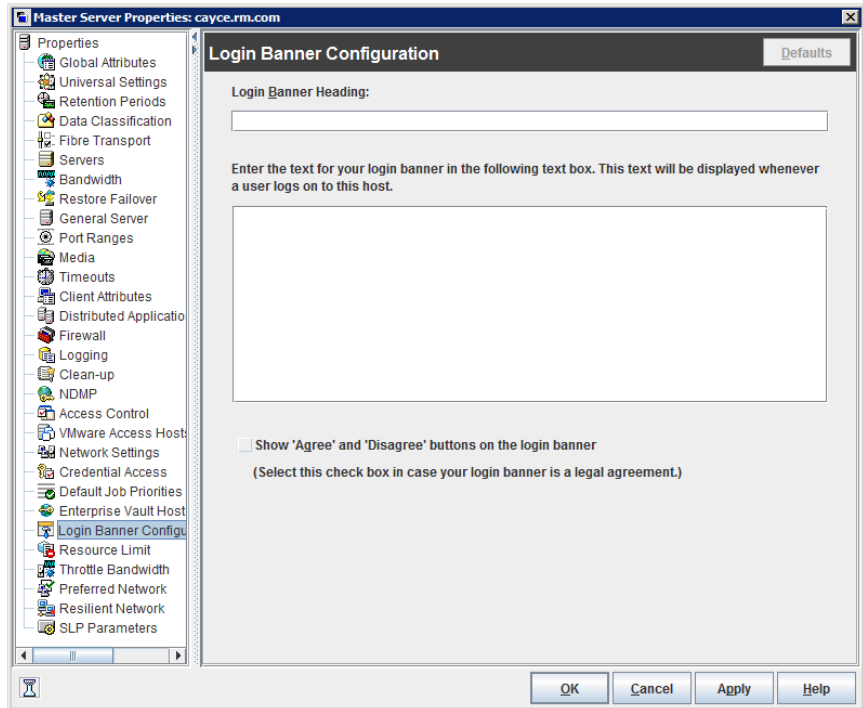 Master Server Properties: cayce.rm.com
Properties
Global Attributes
Universal Settings
Retention Periods
Data Classification
Fibre Transport
Servers
Bandwidth
Restore Failover
General Server
Port Ranges
Media
Timeouts
Client Attributes
Distributed Applicatio
Firewall
Logging
Clean-up
NDMP
Access Control
VMware Access Hosts
Network Settings
Credential Access
Default Job Priorities
Enterprise Vault Host
Login Banner Configu
Resource Limit
Throttle Bandwidth
Preferred Network
Resilient Network
SLP Parameters
Login Banner Configuration
Defaults
Login Banner Heading:
Enter the text for your login banner in the following text box. This text will be displayed whenever
a user logs on to this host.
Show 'Agree' and 'Disagree' buttons on the login banner
(Select this check box in case your login banner is a legal agreement.)
OK
Cancel
Apply
Help